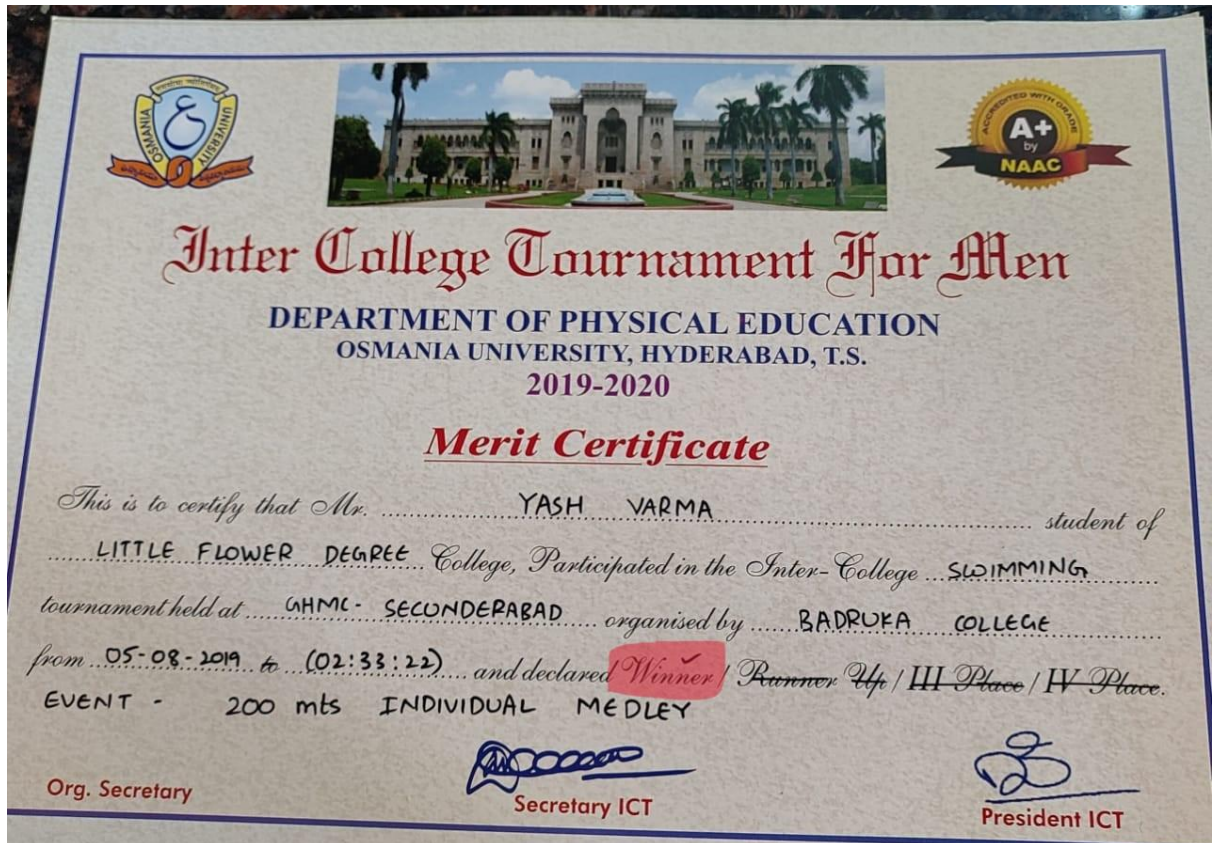 OSMANIA UNIVERSITY
ACCREDITED WITH GRADE
A+
by
NAAC
Inter College Tournament For Men
DEPARTMENT OF PHYSICAL EDUCATION
OSMANIA UNIVERSITY, HYDERABAD, T.S.
2019-2020
Merit Certificate
This is to certify that Mr. YASH VARMA student of
LITTLE FLOWER DEGREE College, Participated in the Inter-College SWIMMING
tournament held at GHMC- SECUNDERABAD organised by BADRUKA COLLEGE
from 05-08-2019 to (02:33:22) and declared Winner / Runner Up / III Place / IV Place.
EVENT - 200 mts INDIVIDUAL MEDLEY
Org. Secretary
Secretary ICT
President ICT